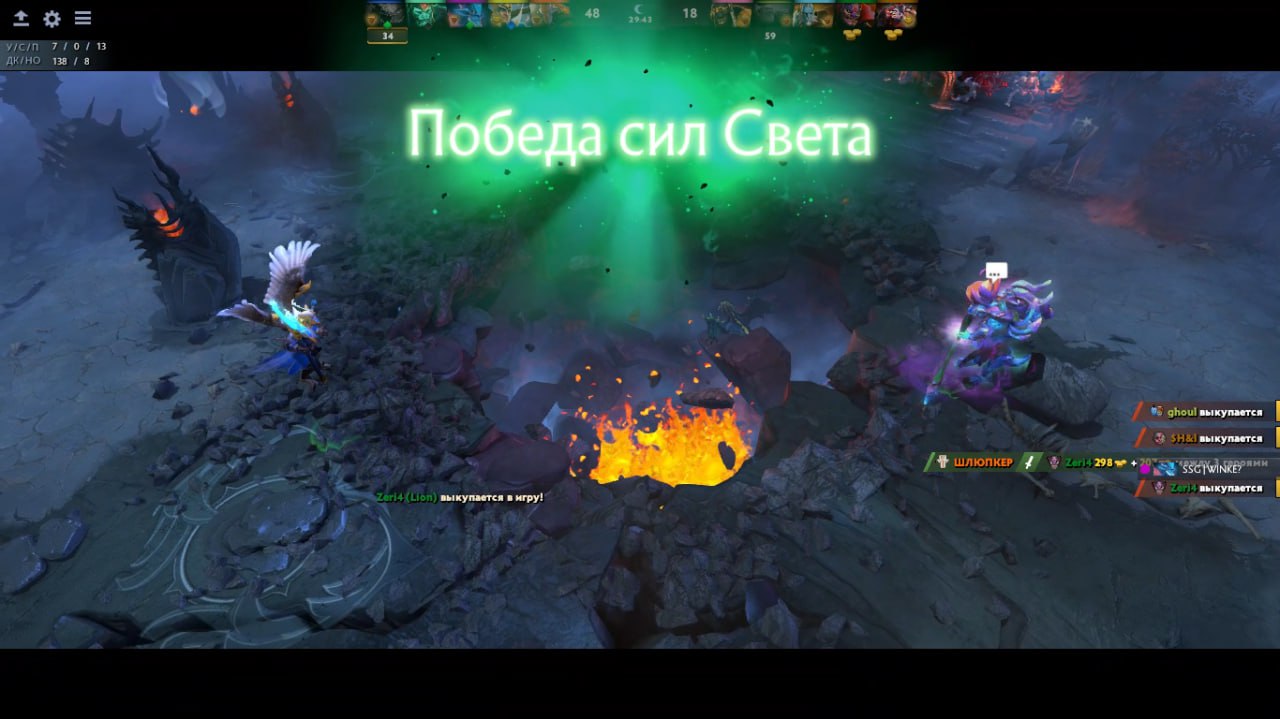 48 29:43 18
34 59
У/С/П 7 / 0 / 13
ДК/НО 138 / 8
Победа сил Света
...
ghoul выкупается
$H&I выкупается
ШЛЮПКЕР Zeri4 298 +
SSG|WINKE?
Zeri4 выкупается
Zeri4 (Lion) выкупается в игру!